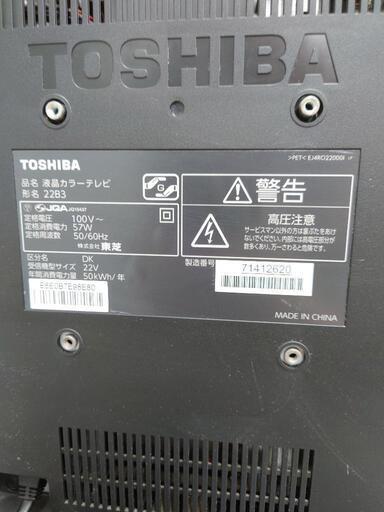 TOSHIBA
TOSHIBA
品名 液晶カラーテレビ
形名 22B3
JQA JQ16437
定格電圧 100V～
定格消費電力 57W
定格周波数 50/60Hz
株式会社 東芝
区分名 DK
受信機型サイズ 22V
年間消費電力量 50kWh/年
E6E0B7E98E80
>PET< EJ4RCI22000I
警告
高圧注意
サービスマン以外の方は裏ぶたをあけ
ないでください。内部には高電圧部分が
数多くあり、万一さわると危険です。
製造番号 71412620
MADE IN CHINA